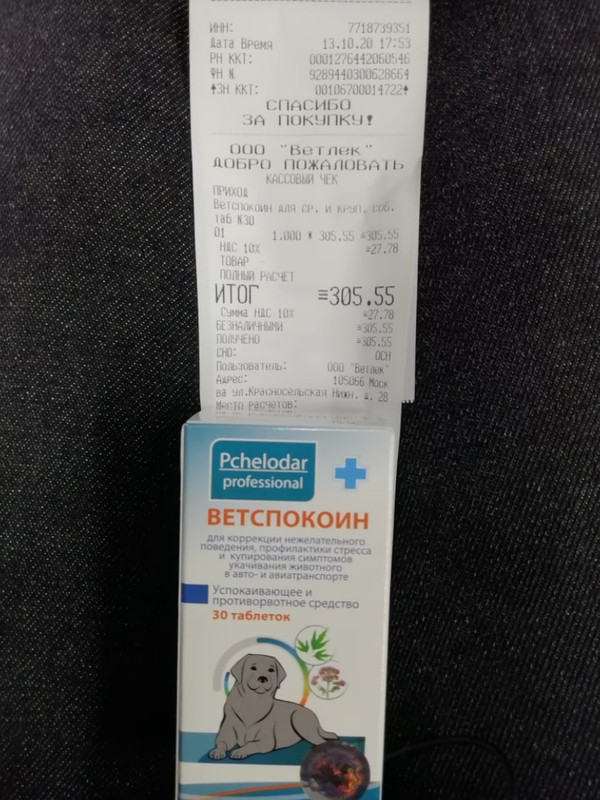 ИНН: 7718739351
Дата Время 13.10.20 17:53
РН ККТ: 0001276442060546
ФН № 9289440300628664
ЗН ККТ: 00106700014722
СПАСИБО
ЗА ПОКУПКУ!
ООО "Ветлек"
ДОБРО ПОЖАЛОВАТЬ
КАССОВЫЙ ЧЕК
ПРИХОД
Ветспокоин для ср. и круп. соб.
таб N30
01 1.000 * 305.55 =305.55
НДС 10% =27.78
ТОВАР
ПОЛНЫЙ РАСЧЕТ
ИТОГ =305.55
Сумма НДС 10% =27.78
БЕЗНАЛИЧНЫМИ =305.55
ПОЛУЧЕНО =305.55
СНО: ОСН
Пользователь: ООО "Ветлек"
Адрес: 105066 Моск
ва ул.Красносельская Нижн. д. 28
Место расчетов:
Pchelodar
professional
ВЕТСПОКОИН
для коррекции нежелательного
поведения, профилактики стресса
и купирования симптомов
укачивания животного
в авто- и авиатранспорте
Успокаивающее и
противорвотное средство
30 таблеток